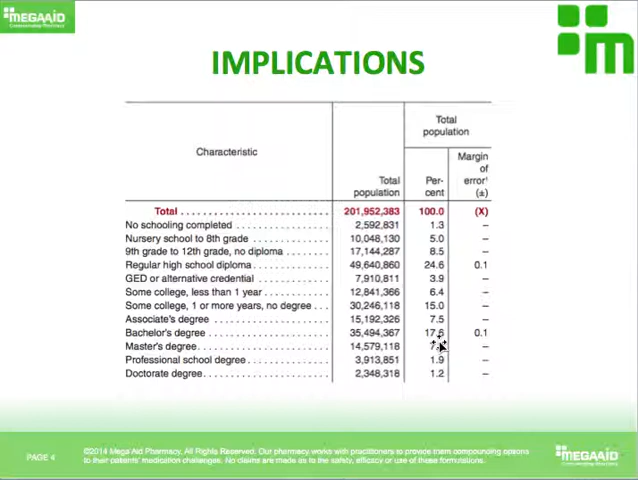 MEGAAID
IMPLICATIONS
Total
population
Characteristic
Margin
of
Total Per- error¹
population cent (±)
Total 201,952,383 100.0 (X)
No schooling completed 2,592,831 1.3 –
Nursery school to 8th grade 10,048,130 5.0 –
9th grade to 12th grade, no diploma 17,144,287 8.5 –
Regular high school diploma 49,640,860 24.6 0.1
GED or alternative credential 7,910,811 3.9 –
Some college, less than 1 year 12,841,366 6.4 –
Some college, 1 or more years, no degree 30,246,118 15.0 –
Associate's degree 15,192,326 7.5 –
Bachelor's degree 35,494,367 17.6 0.1
Master's degree 14,579,118 –
Professional school degree 3,913,851 1.9 –
Doctorate degree 2,348,318 1.2 –
PAGE 4
©2014 Mega Aid Pharmacy. All Rights Reserved. Our pharmacy works with practitioners to provide them compounding options
to their patients' medication challenges. No claims are made as to the safety, efficacy or use of these formulations.
MEGAAID